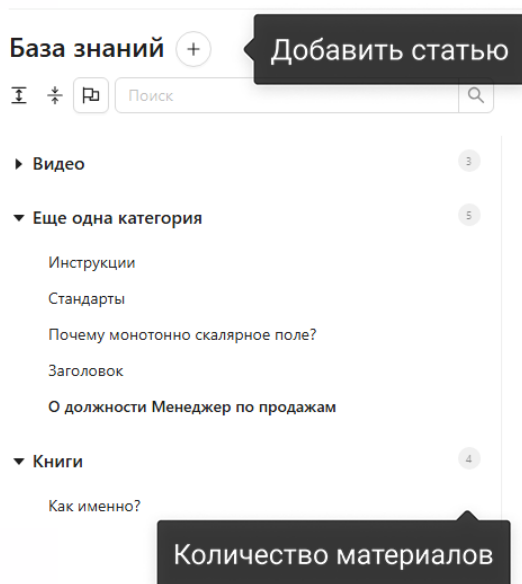 База знаний + Добавить статью
Поиск
Видео 3
Еще одна категория 5
Инструкции
Стандарты
Почему монотонно скалярное поле?
Заголовок
О должности Менеджер по продажам
Книги 4
Как именно?
Количество материалов